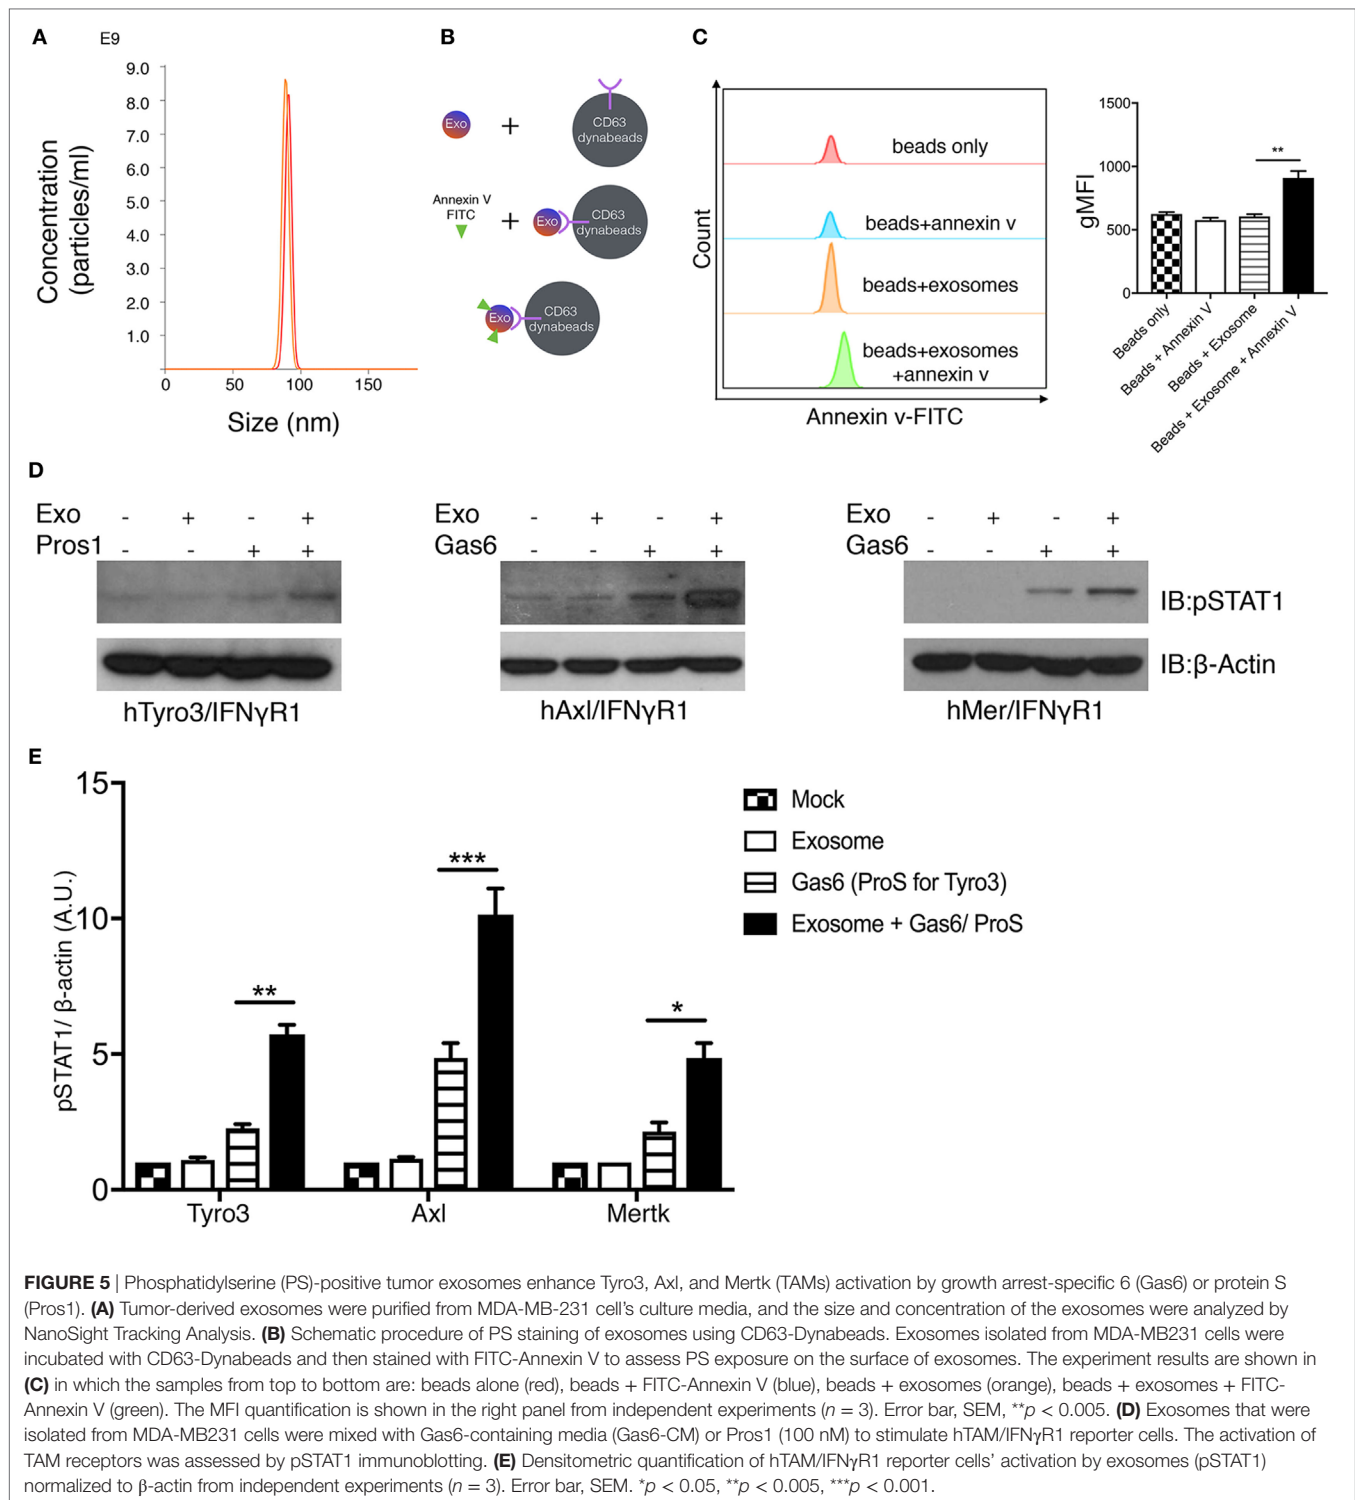 A
E9
9.0
8.0
7.0
6.0
5.0
4.0
3.0
2.0
1.0
Concentration
(particles/ml)
0 50 100 150
Size (nm)
B
Exo + CD63
dynabeads
Annexin V
FITC
+ Exo CD63
dynabeads
Exo CD63
dynabeads
C
Count
beads only
beads+annexin v
beads+exosomes
beads+exosomes
+annexin v
Annexin v-FITC
gMFI
1500
1000
500
0
**
Beads only
Beads + Annexin V
Beads + Exosome
Beads + Exosome + Annexin V
D
Exo - + - +
Pros1 - - + +
hTyro3/IFNγR1
Exo - + - +
Gas6 - - + +
hAxl/IFNγR1
Exo - + - +
Gas6 - - + +
IB:pSTAT1
IB:β-Actin
hMer/IFNγR1
E
pSTAT1/ β-actin (A.U.)
15
10
5
0
**
***
*
Tyro3 Axl Mertk
Mock
Exosome
Gas6 (ProS for Tyro3)
Exosome + Gas6/ ProS
FIGURE 5 | Phosphatidylserine (PS)-positive tumor exosomes enhance Tyro3, Axl, and Mertk (TAMs) activation by growth arrest-specific 6 (Gas6) or protein S
(Pros1). (A) Tumor-derived exosomes were purified from MDA-MB-231 cell's culture media, and the size and concentration of the exosomes were analyzed by
NanoSight Tracking Analysis. (B) Schematic procedure of PS staining of exosomes using CD63-Dynabeads. Exosomes isolated from MDA-MB231 cells were
incubated with CD63-Dynabeads and then stained with FITC-Annexin V to assess PS exposure on the surface of exosomes. The experiment results are shown in
(C) in which the samples from top to bottom are: beads alone (red), beads + FITC-Annexin V (blue), beads + exosomes (orange), beads + exosomes + FITC-
Annexin V (green). The MFI quantification is shown in the right panel from independent experiments (n = 3). Error bar, SEM, **p < 0.005. (D) Exosomes that were
isolated from MDA-MB231 cells were mixed with Gas6-containing media (Gas6-CM) or Pros1 (100 nM) to stimulate hTAM/IFNγR1 reporter cells. The activation of
TAM receptors was assessed by pSTAT1 immunoblotting. (E) Densitometric quantification of hTAM/IFNγR1 reporter cells' activation by exosomes (pSTAT1)
normalized to β-actin from independent experiments (n = 3). Error bar, SEM. *p < 0.05, **p < 0.005, ***p < 0.001.